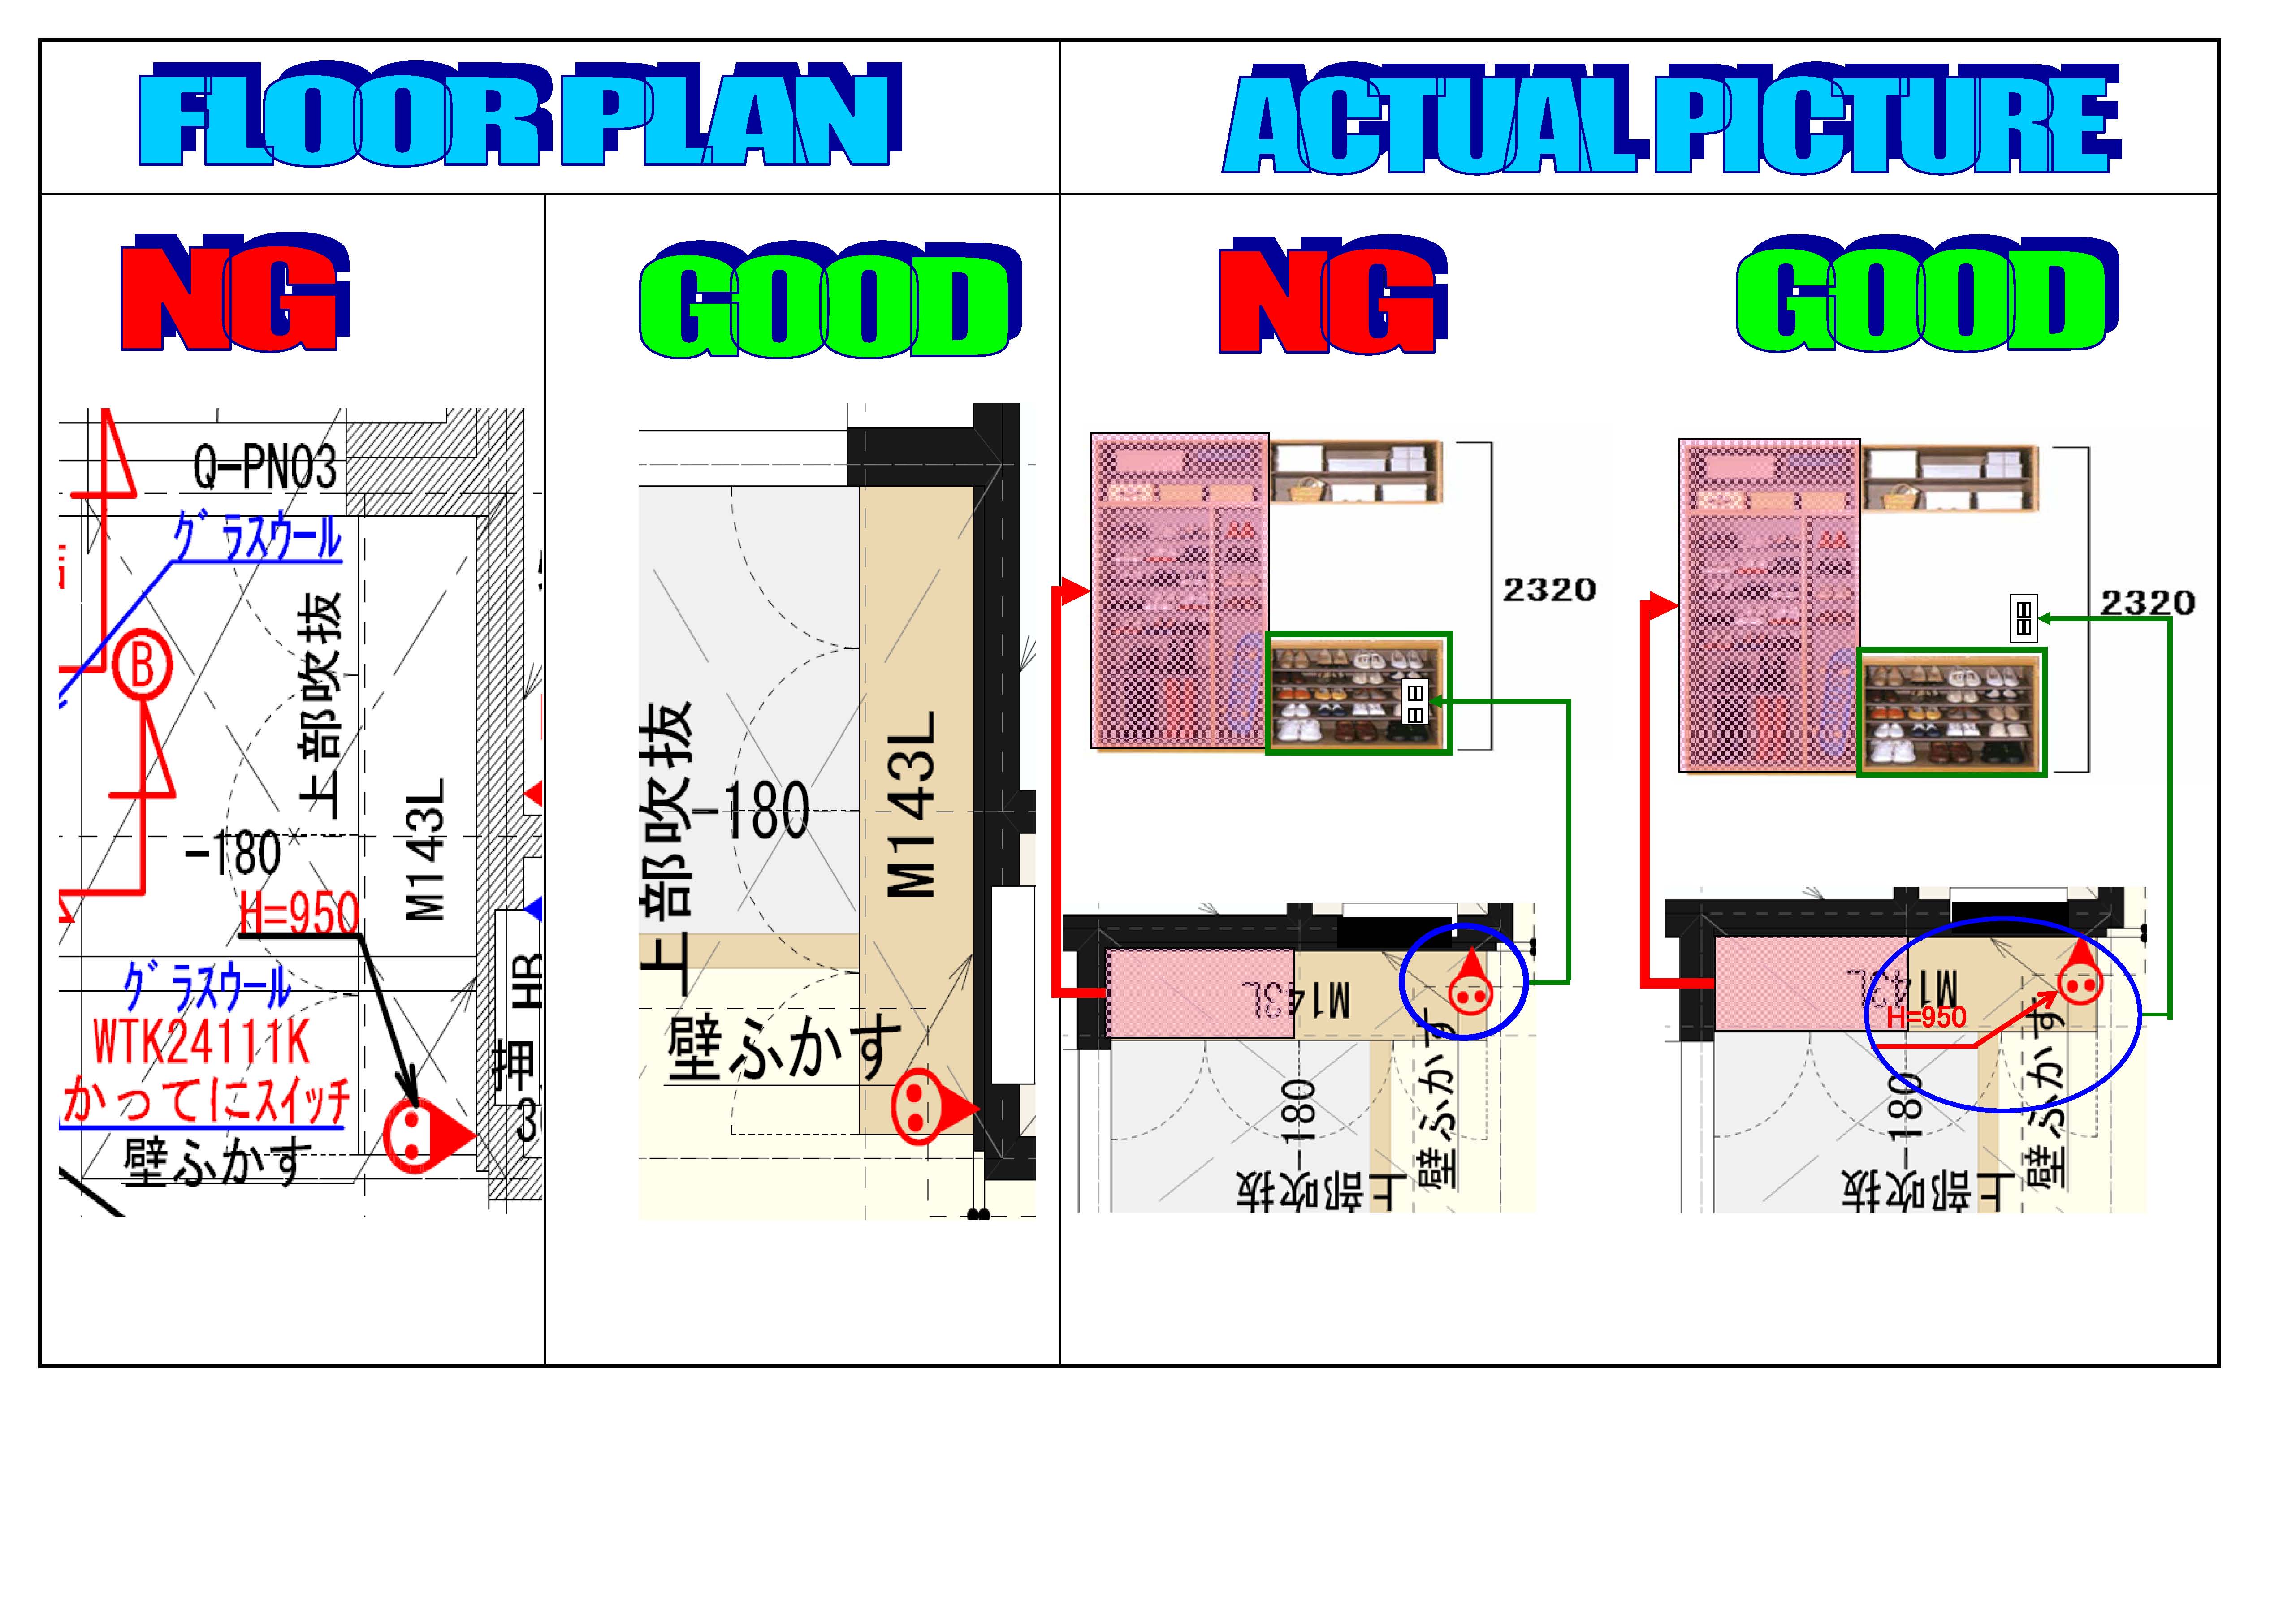 FLOOR PLAN
ACTUAL PICTURE
NG
GOOD
NG
GOOD
Q-PN03
グラスウール
上部吹抜
B
M143L
-180
H=950
グラスウール
WTK24111K
かってにスイッチ
壁ふかす
HR
押
上部吹抜
-180
M143L
壁ふかす
2320
M143L
壁ふかす
-180
上部吹抜
2320
M143L
H=950
壁ふかす
-180
上部吹抜